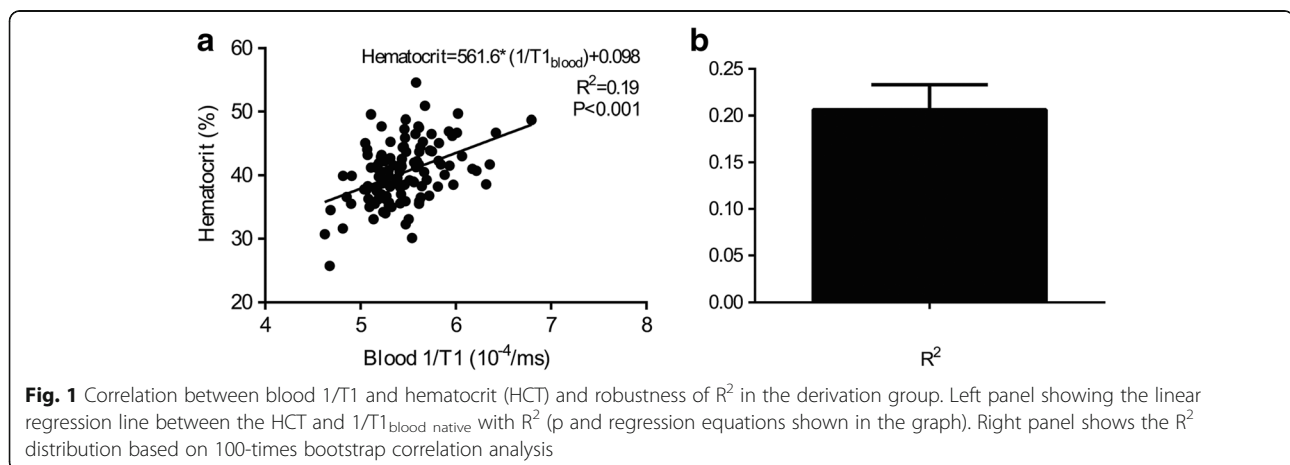 a
b
Hematocrit=561.6* (1/T1blood)+0.098
R²=0.19
P<0.001
60
50
40
30
20
Hematocrit (%)
4 5 6 7 8
Blood 1/T1 (10⁻⁴/ms)
0.25
0.20
0.15
0.10
0.05
0.00
R²
Fig. 1 Correlation between blood 1/T1 and hematocrit (HCT) and robustness of R² in the derivation group. Left panel showing the linear
regression line between the HCT and 1/T1blood native with R² (p and regression equations shown in the graph). Right panel shows the R²
distribution based on 100-times bootstrap correlation analysis